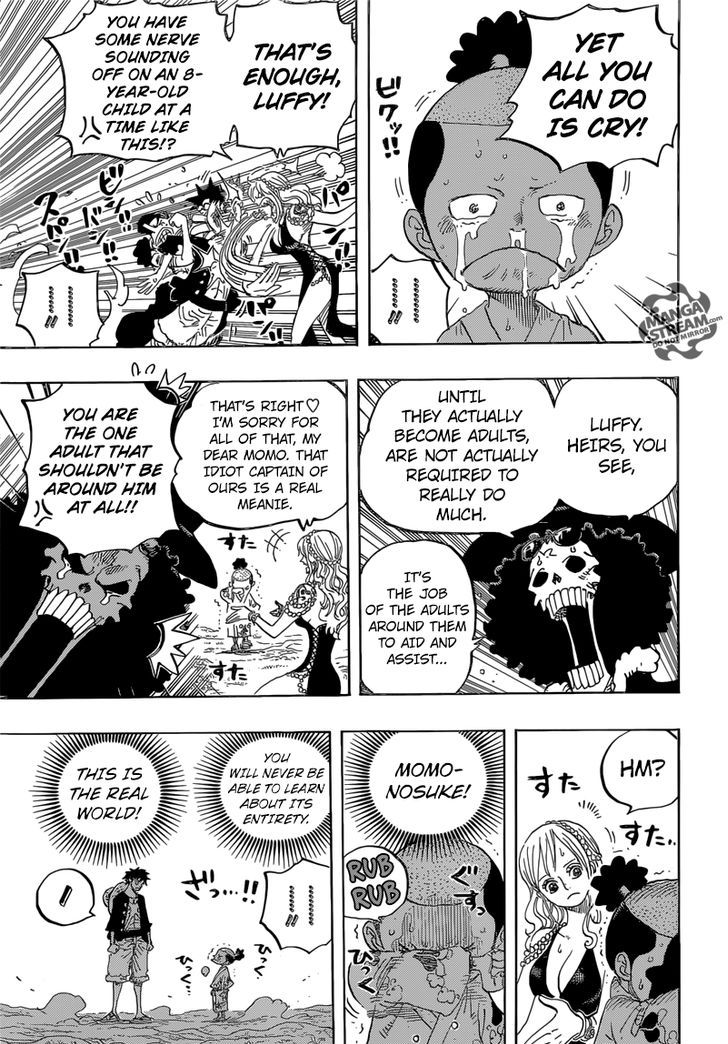 YET
ALL YOU
CAN DO
IS CRY!
ビクッ!!
MANGA
STREAM.com
DO NOT MIRROR
THAT'S
ENOUGH,
LUFFY!
YOU HAVE
SOME NERVE
SOUNDING
OFF ON AN 8-
YEAR-OLD
CHILD AT A
TIME LIKE
THIS!?
!!
!!
LUFFY.
HEIRS, YOU
SEE,
UNTIL
THEY ACTUALLY
BECOME ADULTS,
ARE NOT ACTUALLY
REQUIRED TO
REALLY DO
MUCH.
IT'S
THE JOB
OF THE ADULTS
AROUND THEM
TO AID AND
ASSIST...
THAT'S RIGHT♡
I'M SORRY FOR
ALL OF THAT, MY
DEAR MOMO. THAT
IDIOT CAPTAIN OF
OURS IS A REAL
MEANIE.
すた
すた
YOU ARE
THE ONE
ADULT THAT
SHOULDN'T BE
AROUND HIM
AT ALL!!
HM?
すた
すた
MOMO-
NOSUKE!
RUB
RUB
ぐすっ
ひっく
YOU
WILL NEVER BE
ABLE TO LEARN
ABOUT ITS
ENTIRETY.
!!
ざっ…!!
ひっく
THIS IS
THE REAL
WORLD!
!